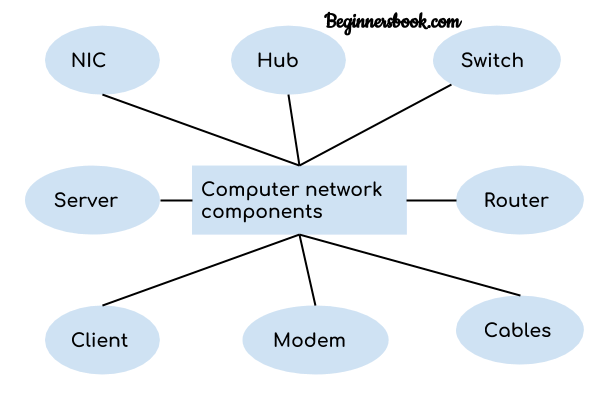 Beginnersbook.com
NIC
Hub
Switch
Server
Computer network
components
Router
Client
Modem
Cables